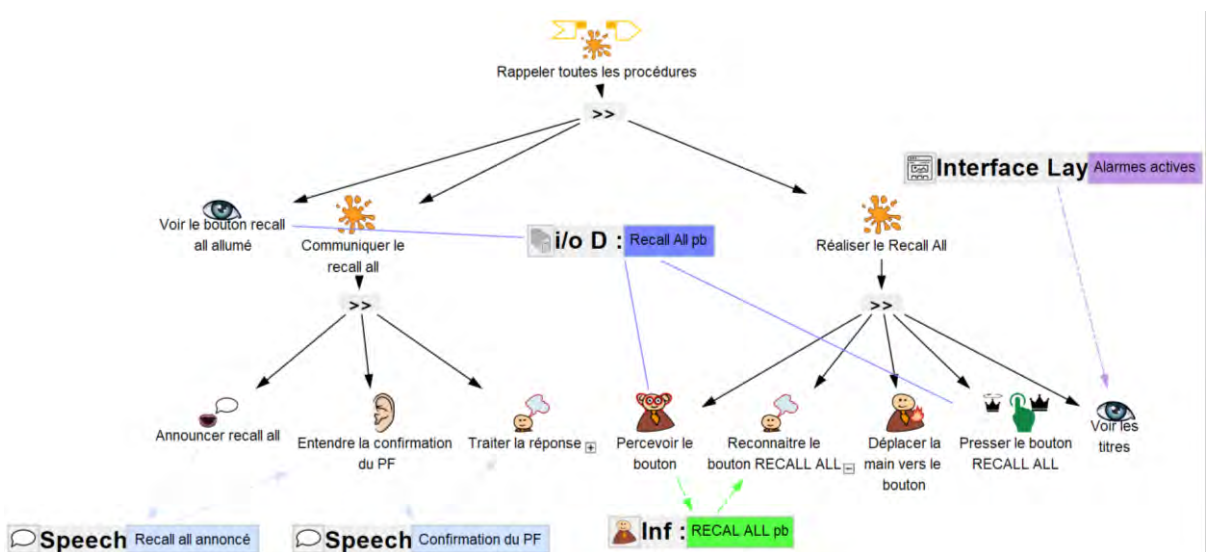 Rappeler toutes les procédures
>>
Interface Lay Alarmes actives
Voir le bouton recall
all allumé
Communiquer le
recall all
i/o D : Recall All pb
Réaliser le Recall All
>>
>>
Announcer recall all
Entendre la confirmation
du PF
Traiter la réponse
Percevoir le
bouton
Reconnaitre le
bouton RECALL ALL
Déplacer la
main vers le
bouton
Presser le bouton
RECALL ALL
Voir les
titres
Speech Recall all annoncé
Speech Confirmation du PF
Inf : RECAL ALL pb